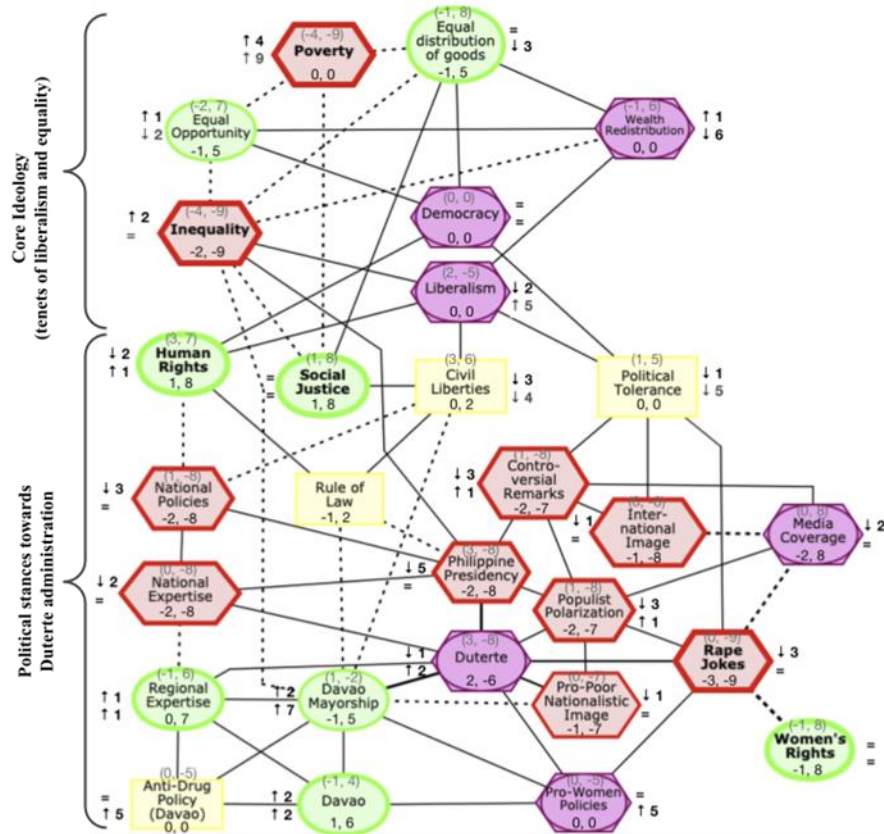 Core Ideology
(tenets of liberalism and equality)
Political stances towards
Duterte administration
↑ 4
↑ 9
(-4, -9)
Poverty
0, 0
(-1, 8)
Equal
distribution
of goods
-1, 5
=
↓ 3
↑ 1
↓ 2
(-2, 7)
Equal
Opportunity
-1, 5
(-1, 6)
Wealth
Redistribution
0, 0
↑ 1
↓ 6
↑ 2
=
(-4, -9)
Inequality
-2, -9
(0, 0)
Democracy
0, 0
=
=
(2, -5)
Liberalism
0, 0
↓ 2
↑ 5
↓ 2
↑ 1
(3, 7)
Human
Rights
1, 8
=
=
(1, 8)
Social
Justice
1, 8
(3, 6)
Civil
Liberties
0, 2
↓ 3
↓ 4
(1, 5)
Political
Tolerance
0, 0
↓ 1
↓ 5
↓ 3
=
(1, -8)
National
Policies
-2, -8
Rule of
Law
-1, 2
↓ 3
↑ 1
(1, -8)
Contro-
versial
Remarks
-2, -7
↓ 1
=
Inter-
national
Image
-1, -8
(0, 8)
Media
Coverage
-2, 8
↓ 2
=
↓ 2
=
(0, -8)
National
Expertise
-2, -8
↓ 5
=
(3, -8)
Philippine
Presidency
-2, -8
(1, -8)
Populist
Polarization
-2, -7
↓ 3
↑ 1
↓ 1
↑ 2
(3, -8)
Duterte
2, -6
(0, -9)
Rape
Jokes
-3, -9
↓ 3
=
↑ 1
↑ 1
(-1, 6)
Regional
Expertise
0, 7
↑ 2
↑ 7
(1, -2)
Davao
Mayorship
-1, 5
(0, -7)
Pro-Poor
Nationalistic
Image
-1, -7
↓ 1
=
(-1, 8)
Women's
Rights
-1, 8
=
=
=
↑ 5
(0, -5)
Anti-Drug
Policy
(Davao)
0, 0
↑ 2
↑ 2
(-1, 4)
Davao
1, 6
(0, -5)
Pro-Women
Policies
0, 0
=
↑ 5